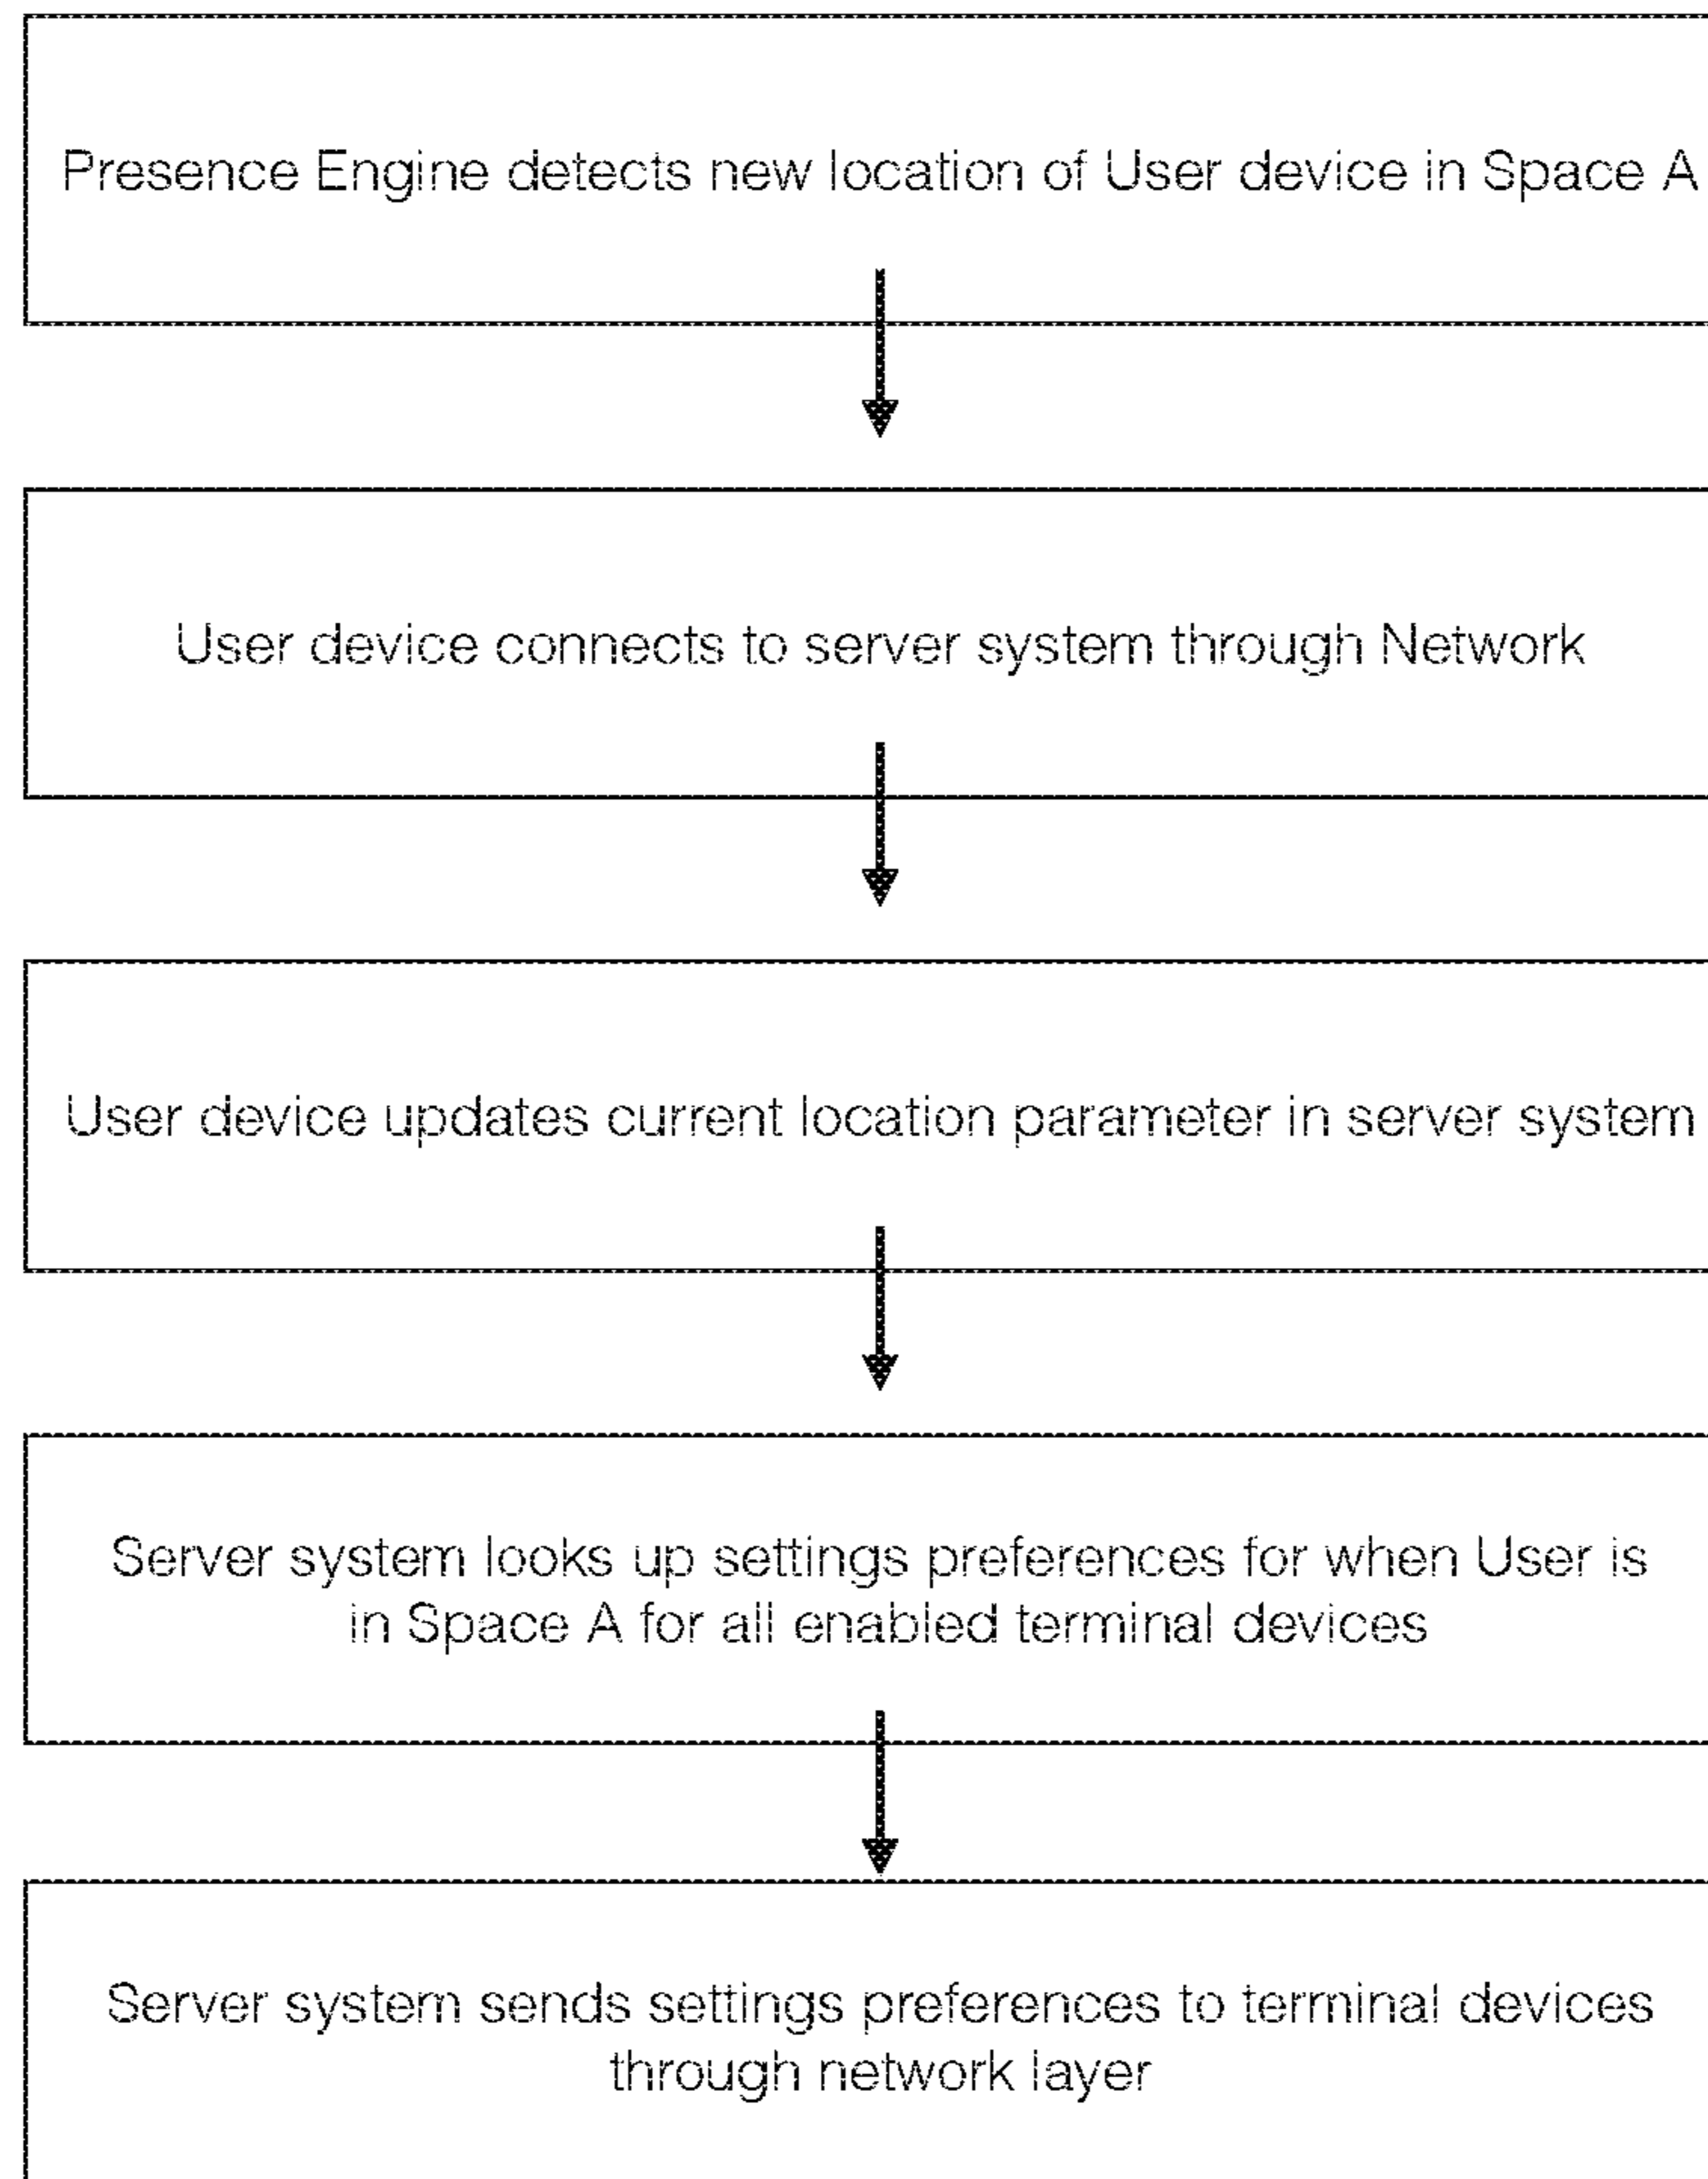 Presence Engine detects new location of User device in Space A
User device connects to server system through Network
User device updates current location parameter in server system
Server system looks up settings preferences for when User is
in Space A for all enabled terminal devices
Server system sends settings preferences to terminal devices
through network layer